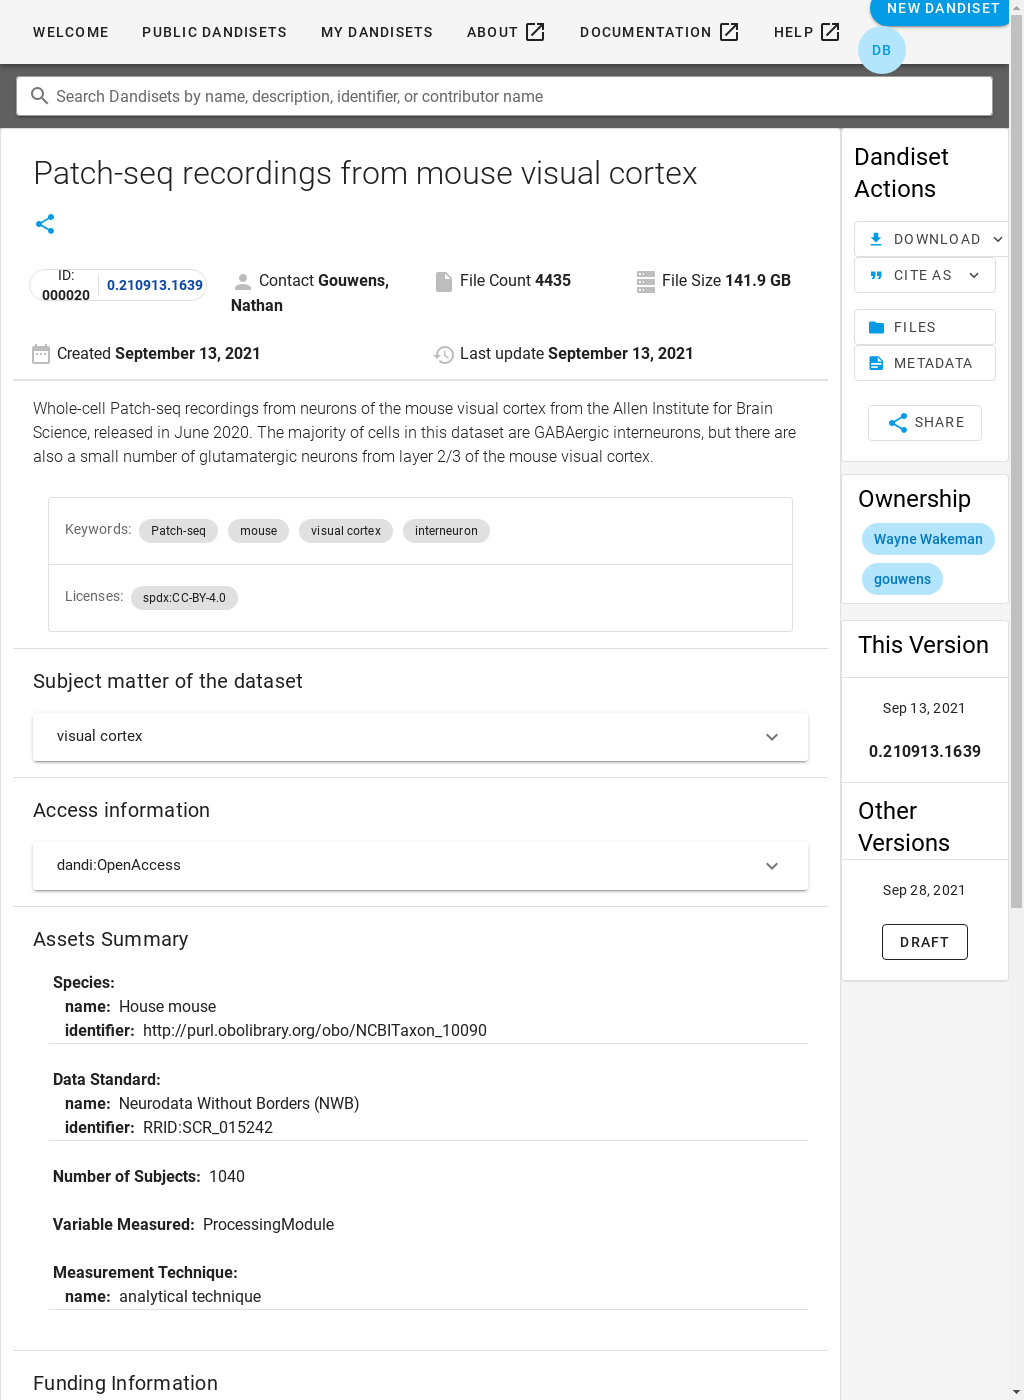 WELCOME PUBLIC DANDISETS MY DANDISETS ABOUT DOCUMENTATION HELP NEW DANDISET
DB
Search Dandisets by name, description, identifier, or contributor name
Patch-seq recordings from mouse visual cortex
ID: 000020 0.210913.1639
Contact Gouwens, Nathan
File Count 4435
File Size 141.9 GB
Created September 13, 2021
Last update September 13, 2021
Whole-cell Patch-seq recordings from neurons of the mouse visual cortex from the Allen Institute for Brain
Science, released in June 2020. The majority of cells in this dataset are GABAergic interneurons, but there are
also a small number of glutamatergic neurons from layer 2/3 of the mouse visual cortex.
Keywords: Patch-seq mouse visual cortex interneuron
Licenses: spdx:CC-BY-4.0
Subject matter of the dataset
visual cortex
Access information
dandi:OpenAccess
Assets Summary
Species:
name: House mouse
identifier: http://purl.obolibrary.org/obo/NCBITaxon_10090
Data Standard:
name: Neurodata Without Borders (NWB)
identifier: RRID:SCR_015242
Number of Subjects: 1040
Variable Measured: ProcessingModule
Measurement Technique:
name: analytical technique
Funding Information
Dandiset
Actions
DOWNLOAD
CITE AS
FILES
METADATA
SHARE
Ownership
Wayne Wakeman
gouwens
This Version
Sep 13, 2021
0.210913.1639
Other
Versions
Sep 28, 2021
DRAFT